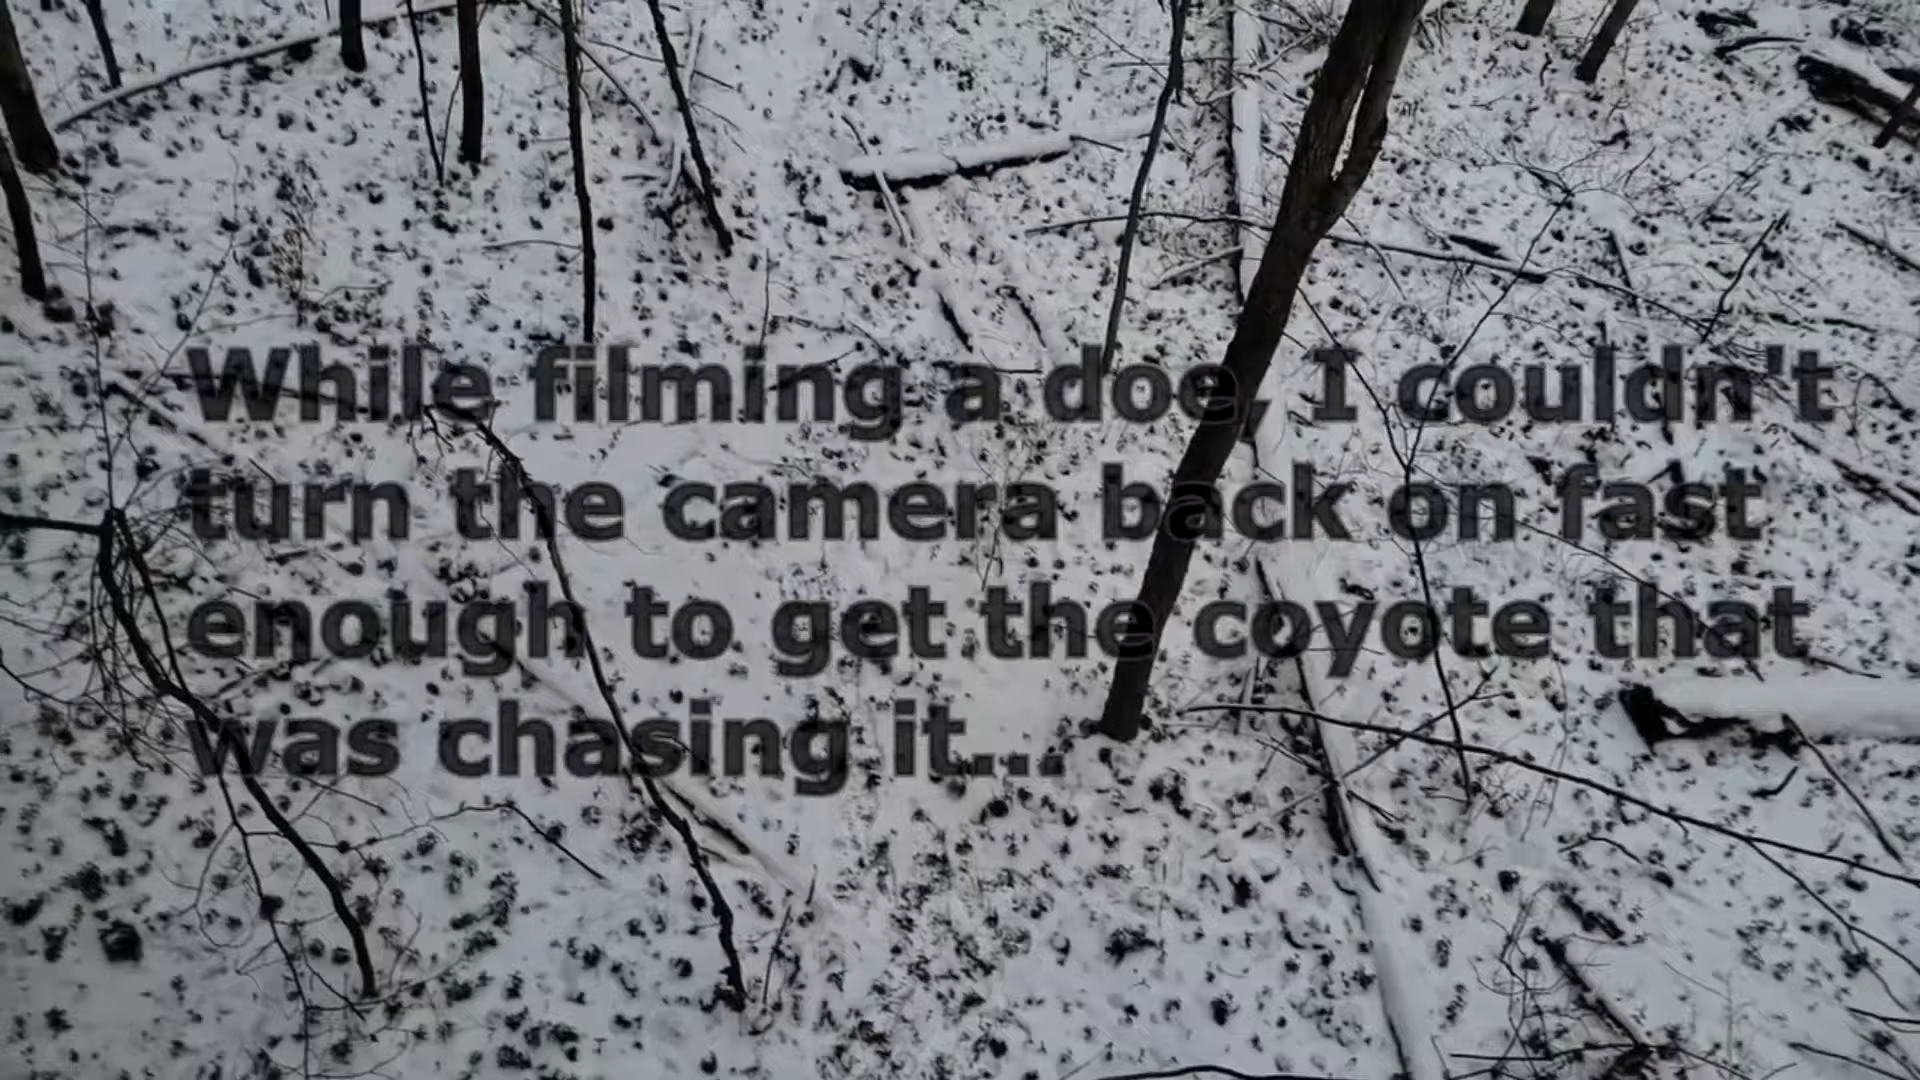 While filming a doe, I couldn't
turn the camera back on fast
enough to get the coyote that
was chasing it...